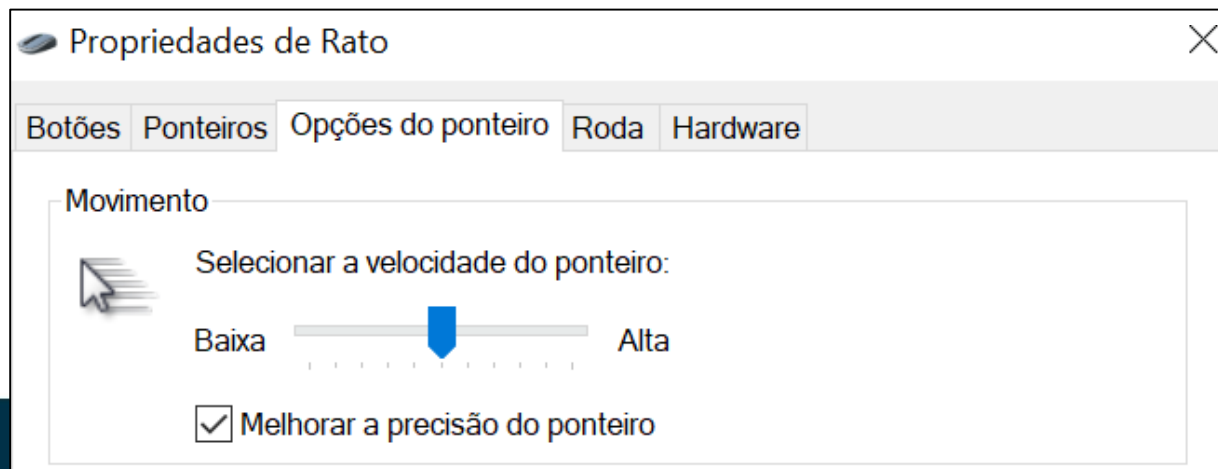 Propriedades de Rato
Botões Ponteiros Opções do ponteiro Roda Hardware
Movimento
Selecionar a velocidade do ponteiro:
Baixa Alta
Melhorar a precisão do ponteiro